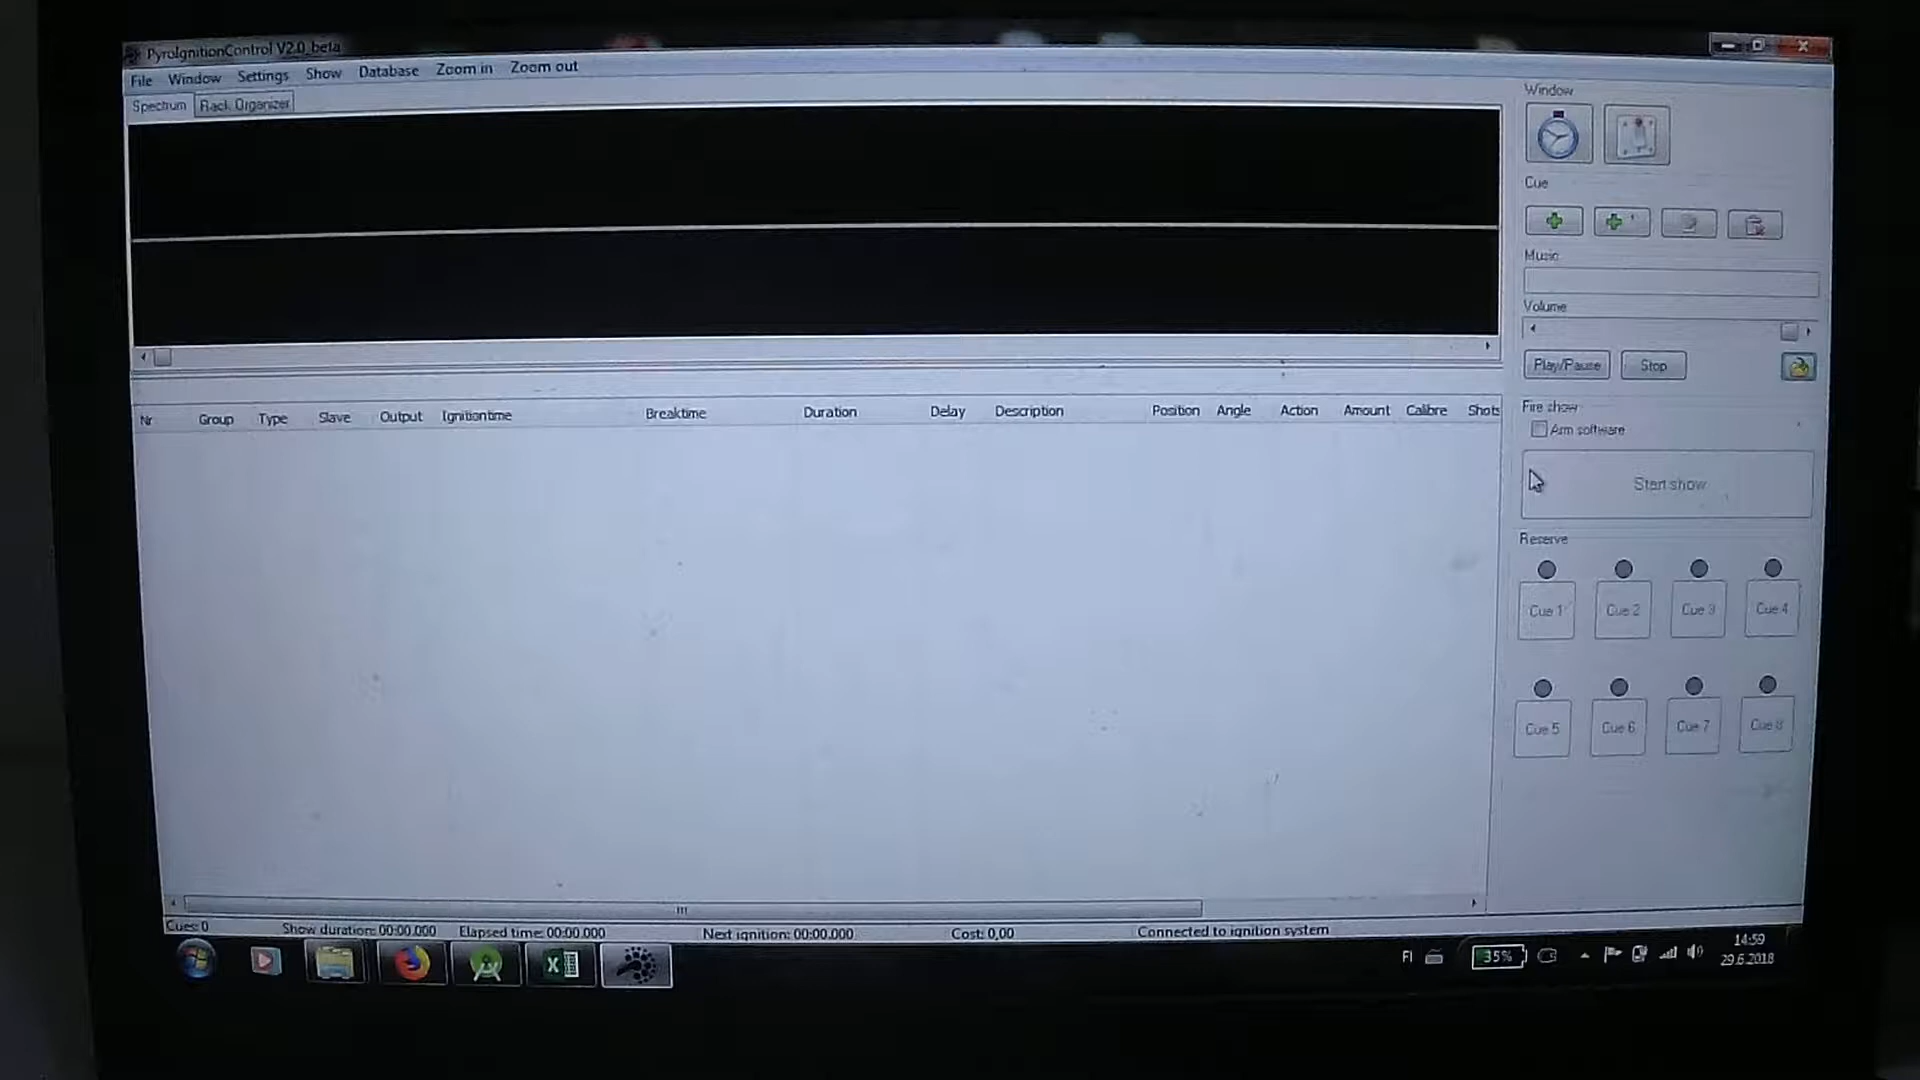 PyroIgnitionControl V2.0_beta
File Window Settings Show Database Zoom in Zoom out
Spectrum Rack Organizer
Window
Cue
Music
Volume
Play/Pause Stop
Fire show
Arm software
Start show
Reserve
Cue 1 Cue 2 Cue 3 Cue 4
Cue 5 Cue 6 Cue 7 Cue 8
Nr Group Type Slave Output Ignitiontime Breaktime Duration Delay Description Position Angle Action Amount Calibre Shots
Cues: 0 Show duration: 00:00.000 Elapsed time: 00:00.000 Next ignition: 00:00.000 Cost: 0,00 Connected to ignition system
FI 35% 14:59
29.6.2018